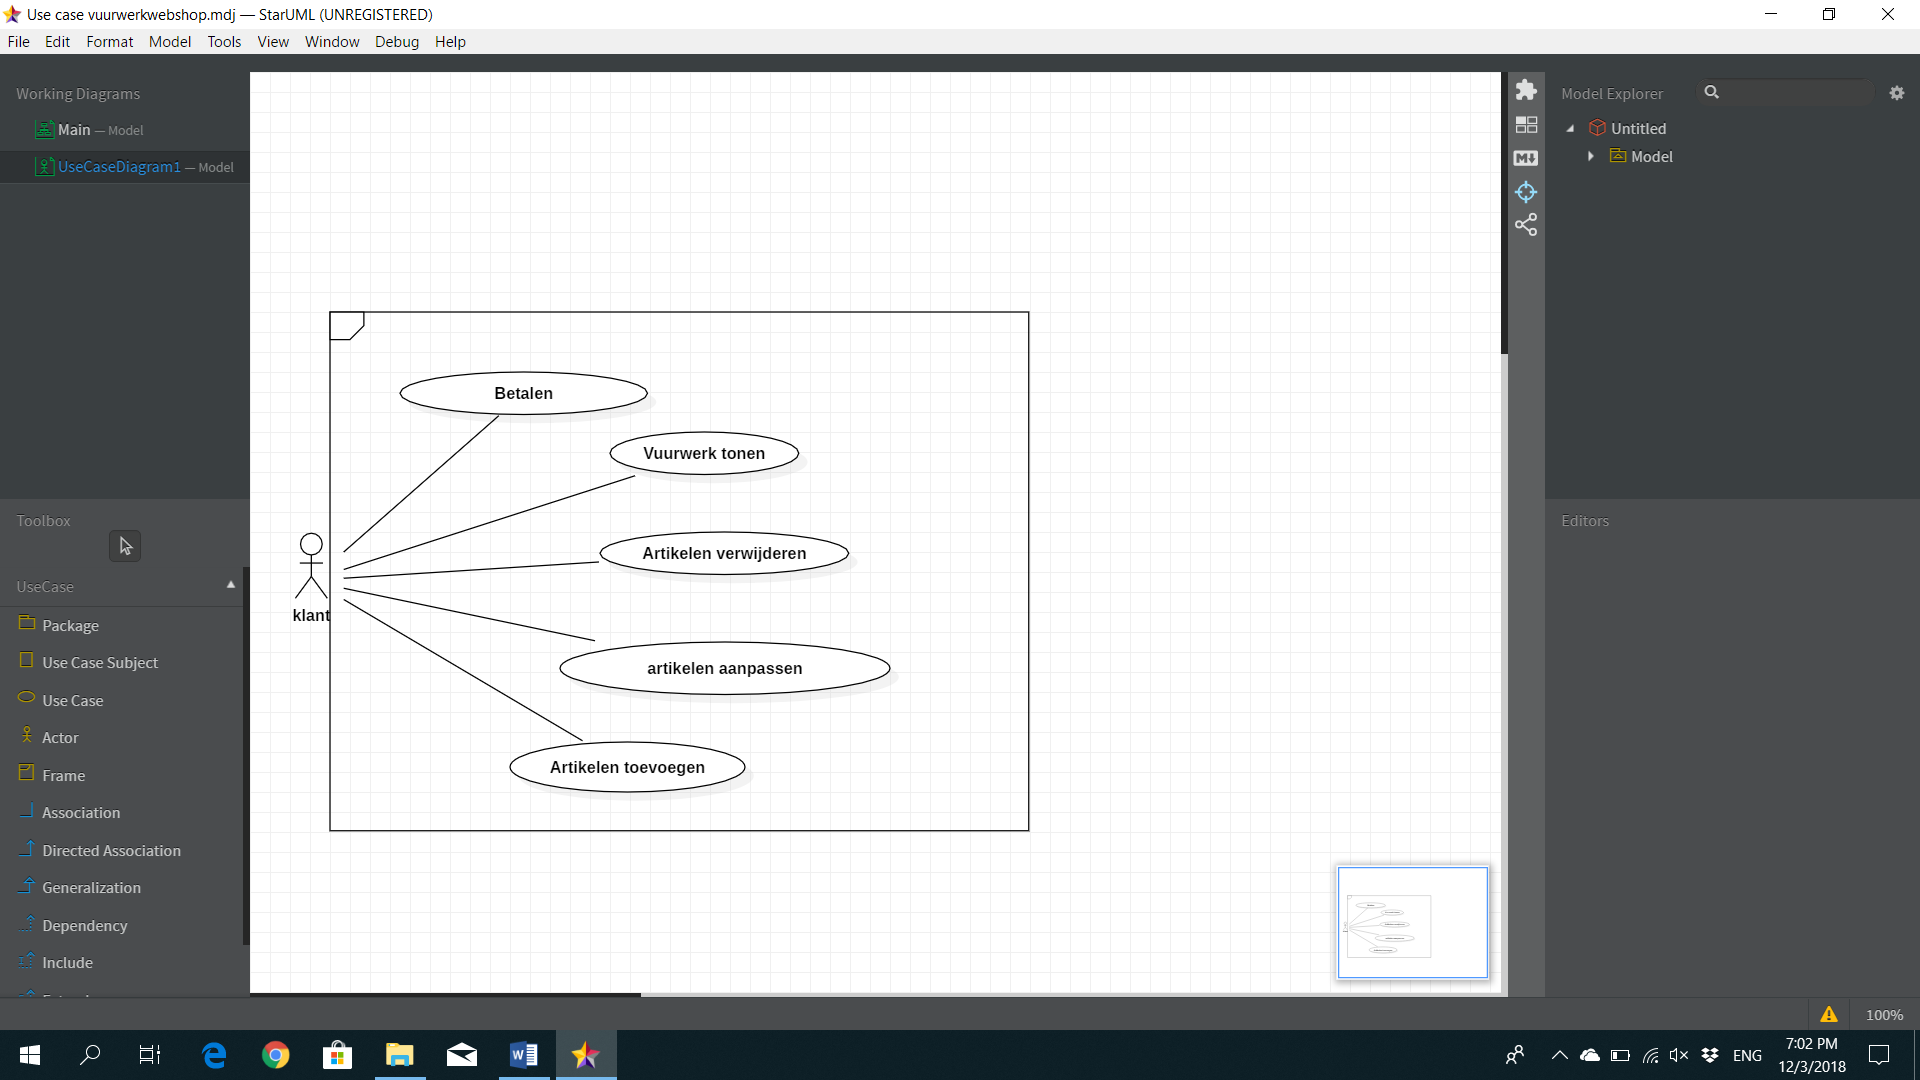 Use case vuurwerkwebshop.mdj — StarUML (UNREGISTERED)
File Edit Format Model Tools View Window Debug Help
Working Diagrams
Main — Model
UseCaseDiagram1 — Model
Toolbox
UseCase
Package
Use Case Subject
Use Case
Actor
Frame
Association
Directed Association
Generalization
Dependency
Include
Betalen
Vuurwerk tonen
Artikelen verwijderen
klant
artikelen aanpassen
Artikelen toevoegen
Model Explorer
Untitled
Model
Editors
100%
ENG
7:02 PM
12/3/2018